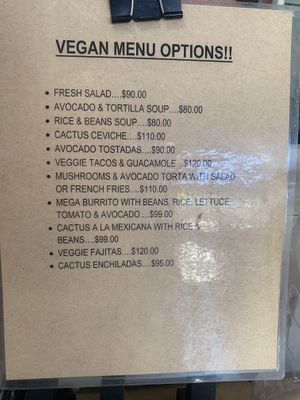 VEGAN MENU OPTIONS!!
FRESH SALAD....$90.00
AVOCADO & TORTILLA SOUP...$80.00
RICE & BEANS SOUP...$80.00
CACTUS CEVICHE....$110.00
AVOCADO TOSTADAS....$90.00
VEGGIE TACOS & GUACAMOLE...$120.00
MUSHROOMS & AVOCADO TORTA WITH SALAD
OR FRENCH FRIES....$110.00
MEGA BURRITO WITH BEANS, RICE, LETTUCE
TOMATO & AVOCADO....$99.00
CACTUS A LA MEXICANA WITH RICE &
BEANS....$99.00
VEGGIE FAJITAS....$120.00
CACTUS ENCHILADAS....$95.00